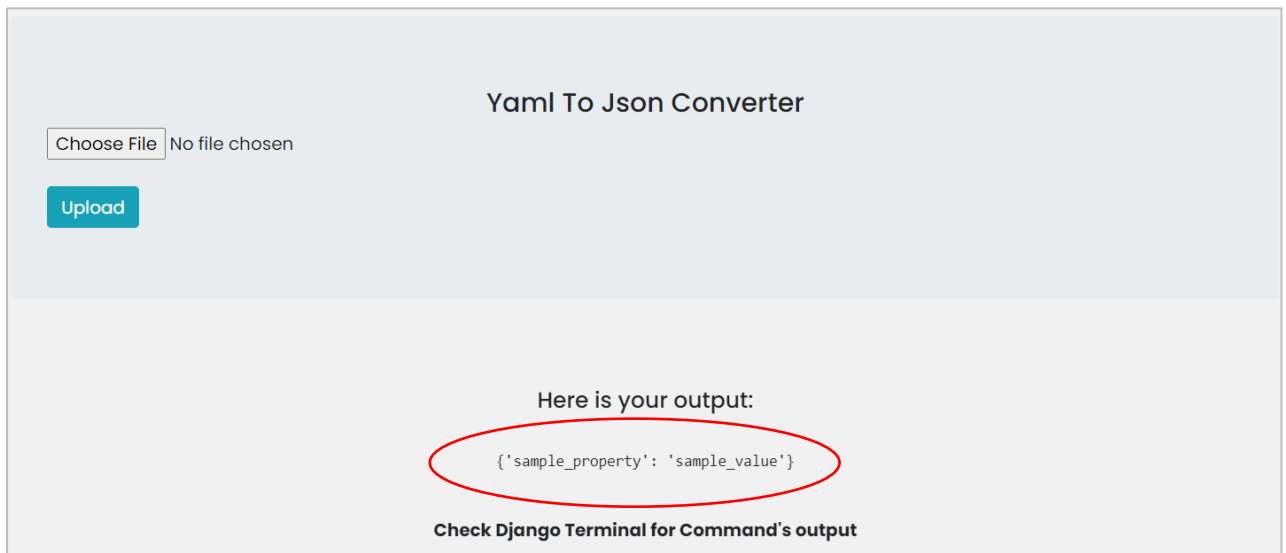 Yaml To Json Converter
Choose File No file chosen
Upload
Here is your output:
{'sample_property': 'sample_value'}
Check Django Terminal for Command's output